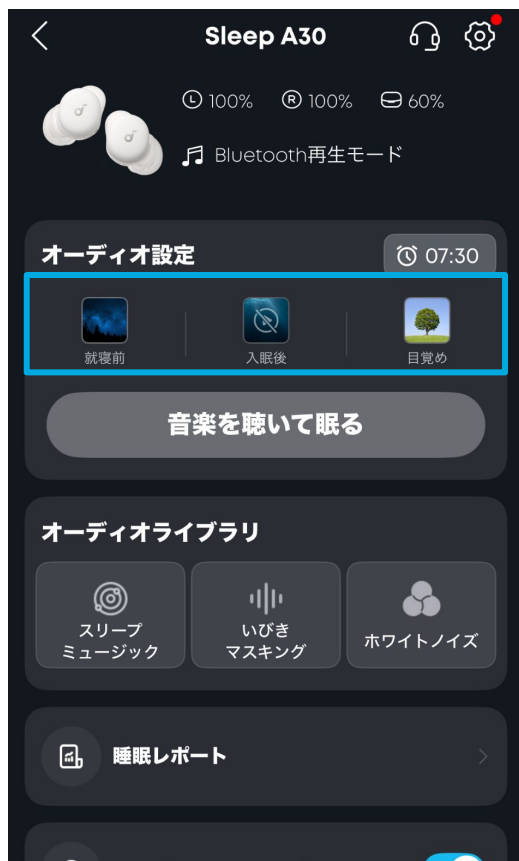 Sleep A30
L 100% R 100% 60%
Bluetooth再生モード
オーディオ設定
07:30
就寝前
入眠後
目覚め
音楽を聴いて眠る
オーディオライブラリ
スリープ
ミュージック
いびき
マスキング
ホワイトノイズ
睡眠レポート